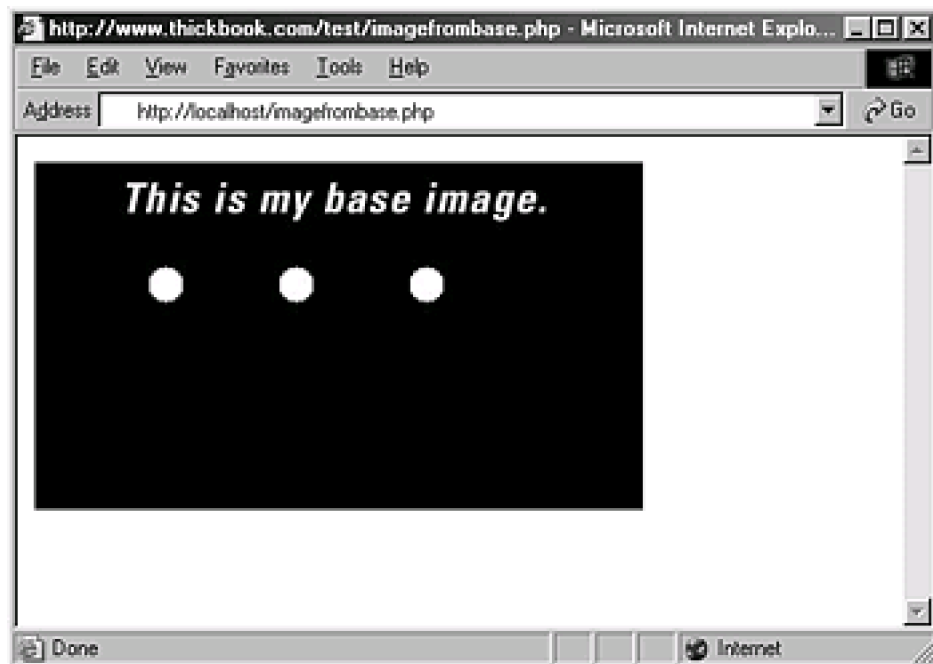 http://www.thickbook.com/test/imagefrombase.php - Microsoft Internet Explo...
File Edit View Favorites Tools Help
Address http://localhost/imagefrombase.php Go
This is my base image.
Done Internet